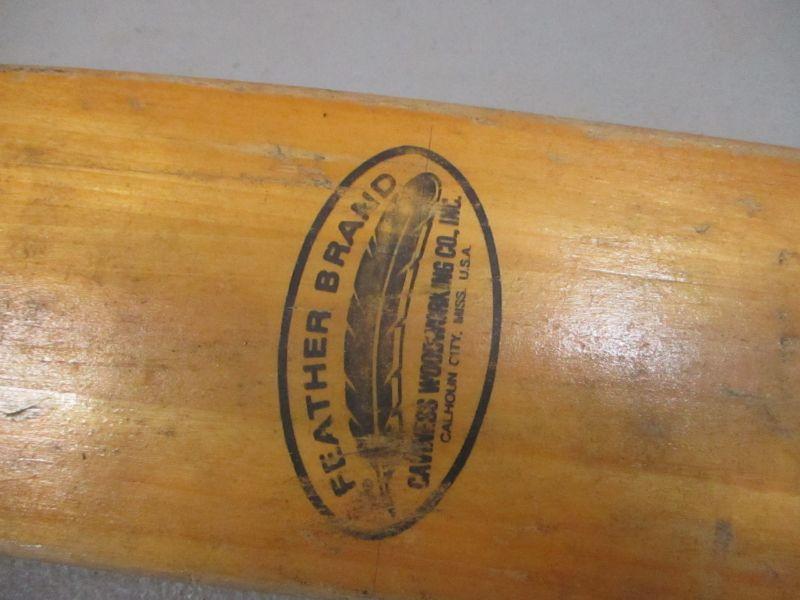 FEATHER BRAND
CAVINESS WOODWORKING CO., INC.
CALHOUN CITY, MISS. U.S.A.